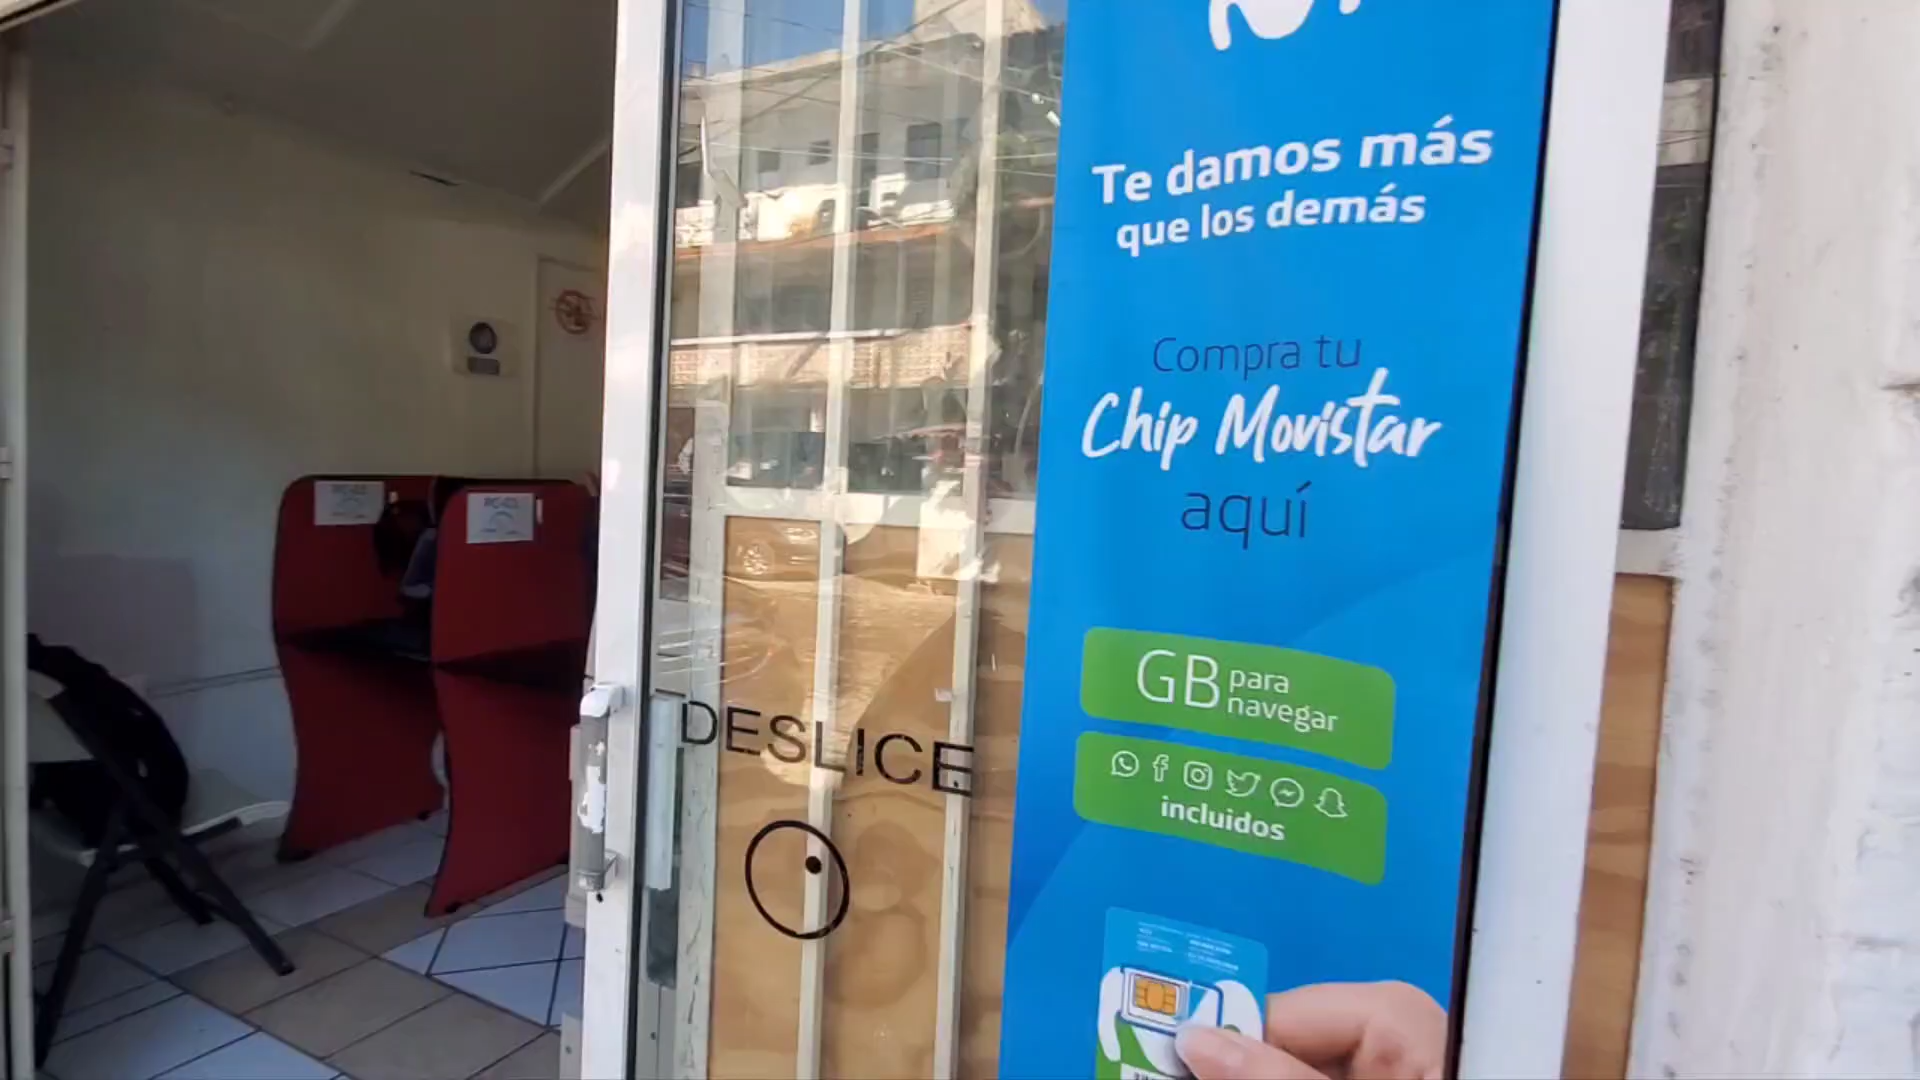 Te damos más
que los demás
Compra tu
Chip Movistar
aquí
GB para
navegar
incluidos
DESLICE